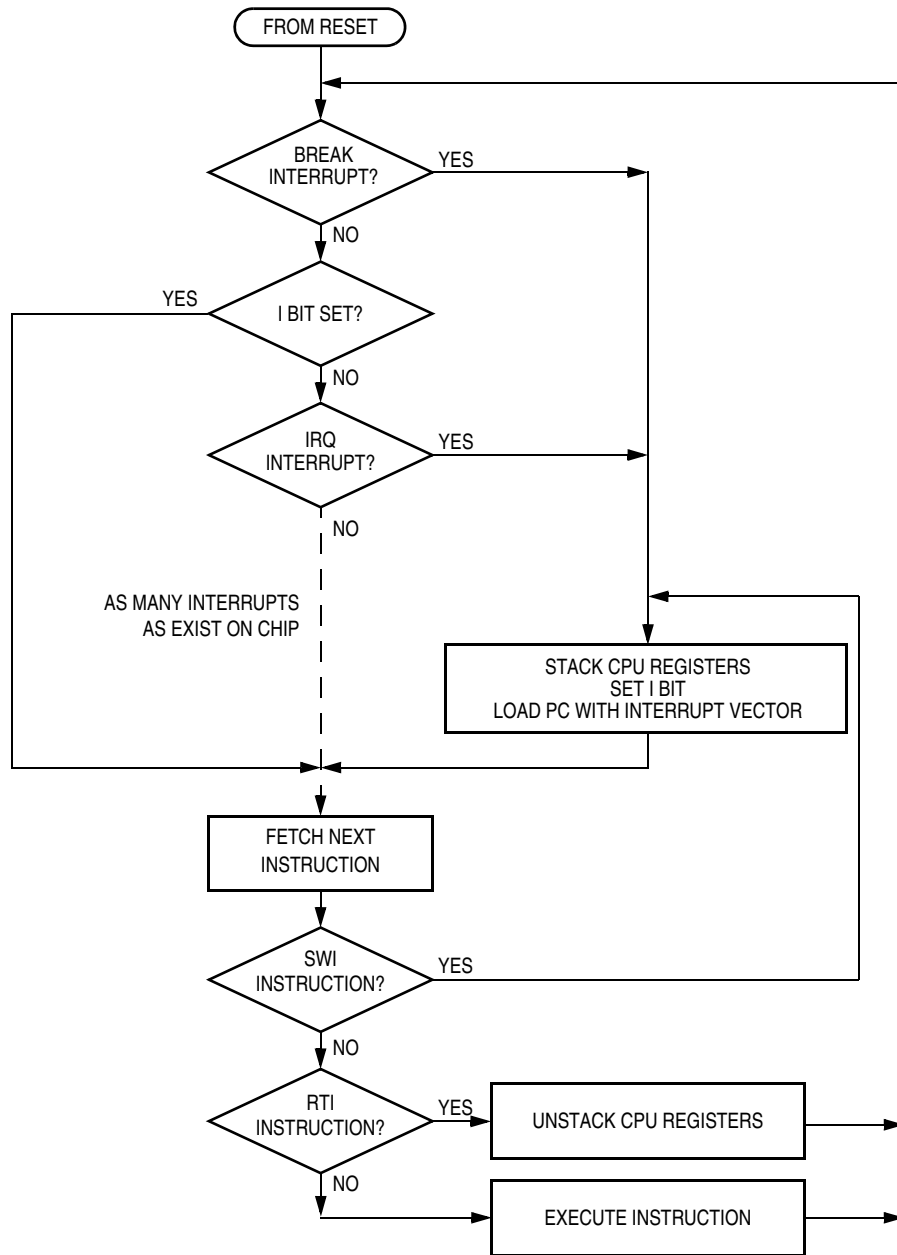 FROM RESET
BREAK
INTERRUPT?
YES
NO
YES
I BIT SET?
NO
IRQ
INTERRUPT?
YES
NO
AS MANY INTERRUPTS
AS EXIST ON CHIP
STACK CPU REGISTERS
SET I BIT
LOAD PC WITH INTERRUPT VECTOR
FETCH NEXT
INSTRUCTION
SWI
INSTRUCTION?
YES
NO
RTI
INSTRUCTION?
YES
UNSTACK CPU REGISTERS
NO
EXECUTE INSTRUCTION